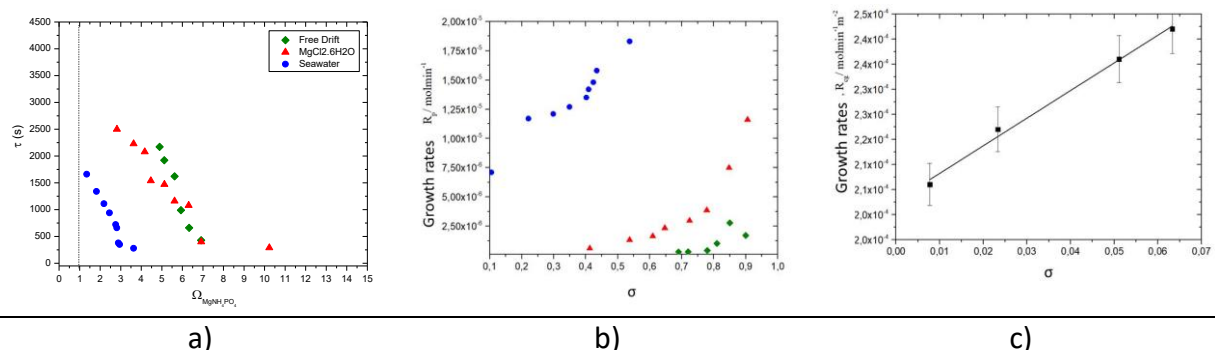 4500
4000
3500
3000
2500
2000
1500
1000
500
0
τ (s)
Free Drift
MgCl2.6H2O
Seawater
0 1 2 3 4 5 6 7 8 9 10 11 12 13 14 15
Ω MgNH₄PO₄
a)
2,00x10⁻⁵
1,75x10⁻⁵
1,50x10⁻⁵
1,25x10⁻⁵
1,00x10⁻⁵
7,50x10⁻⁶
5,00x10⁻⁶
2,50x10⁻⁶
Growth rates Rₚ/ molmin⁻¹
0,1 0,2 0,3 0,4 0,5 0,6 0,7 0,8 0,9 1,0
σ
b)
2,5x10⁻⁴
2,4x10⁻⁴
2,3x10⁻⁴
2,2x10⁻⁴
2,1x10⁻⁴
2,1x10⁻⁴
2,0x10⁻⁴
Growth rates , molmin⁻¹m⁻²
0,00 0,01 0,02 0,03 0,04 0,05 0,06 0,07
σ
c)